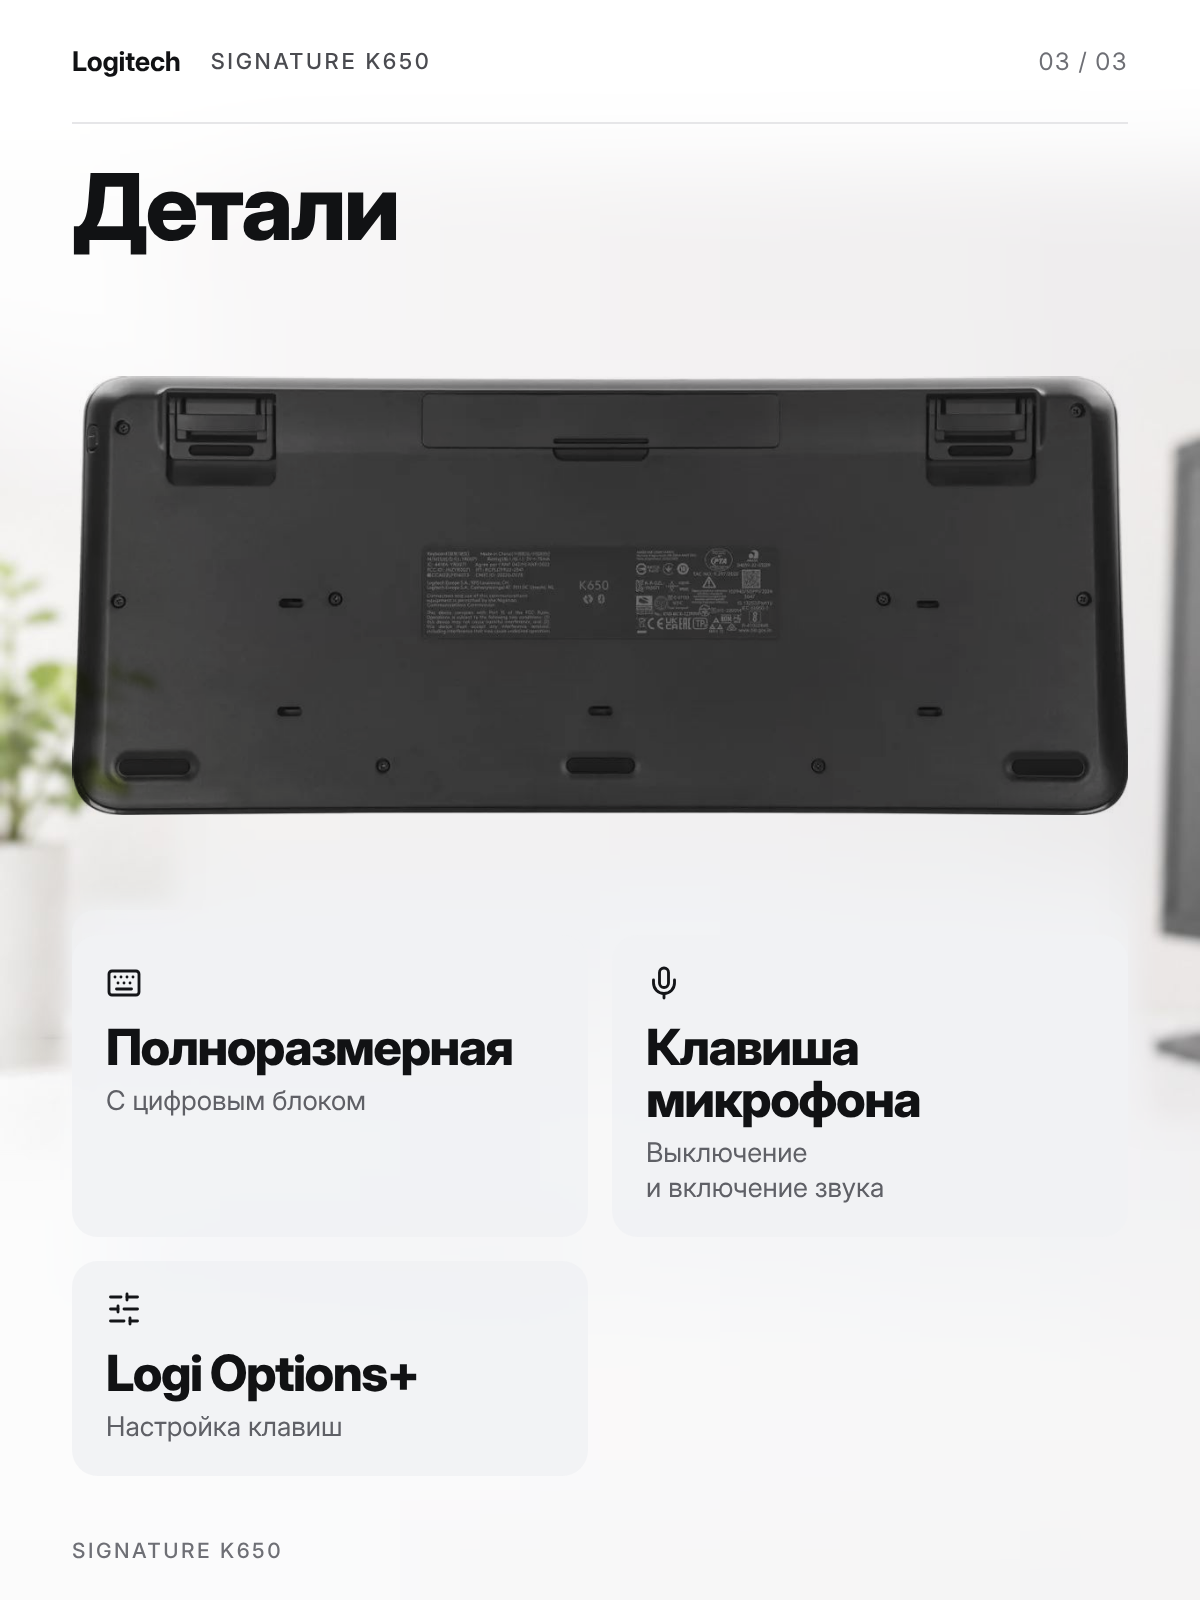 Logitech SIGNATURE K650 03 / 03
Детали
K650
Полноразмерная
С цифровым блоком
Клавиша
микрофона
Выключение
и включение звука
Logi Options+
Настройка клавиш
SIGNATURE K650